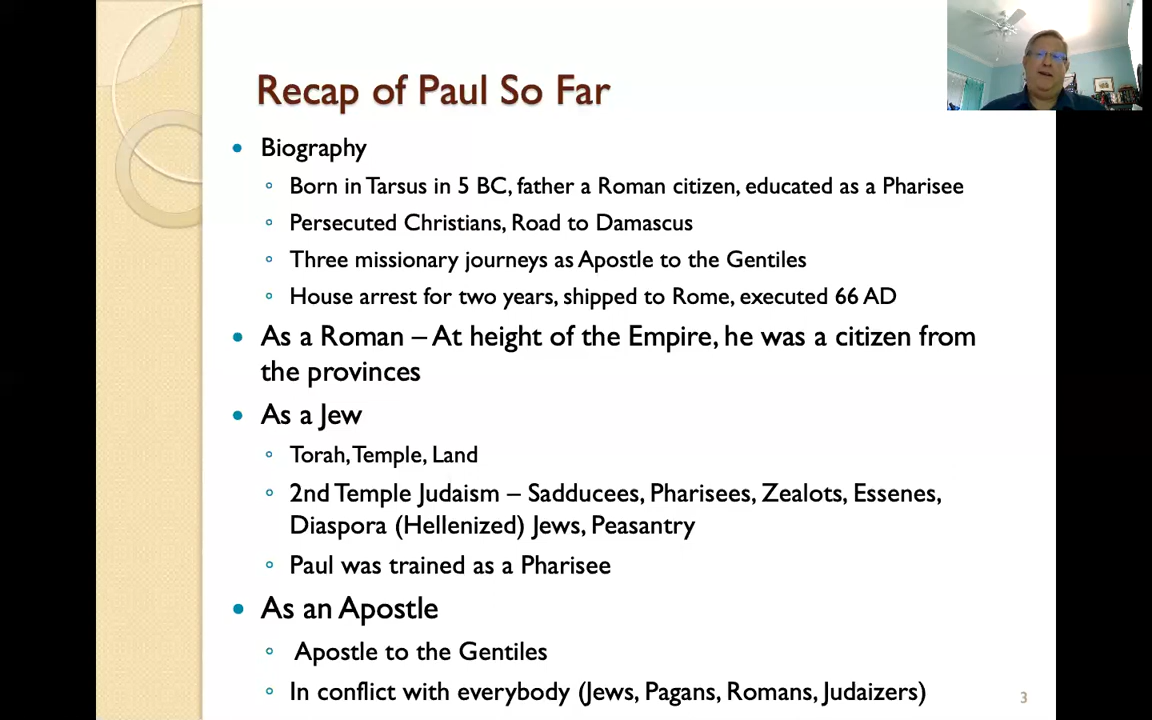 Recap of Paul So Far
• Biography
◦ Born in Tarsus in 5 BC, father a Roman citizen, educated as a Pharisee
◦ Persecuted Christians, Road to Damascus
◦ Three missionary journeys as Apostle to the Gentiles
◦ House arrest for two years, shipped to Rome, executed 66 AD
• As a Roman – At height of the Empire, he was a citizen from
the provinces
• As a Jew
◦ Torah, Temple, Land
◦ 2nd Temple Judaism – Sadducees, Pharisees, Zealots, Essenes,
Diaspora (Hellenized) Jews, Peasantry
◦ Paul was trained as a Pharisee
• As an Apostle
◦ Apostle to the Gentiles
◦ In conflict with everybody (Jews, Pagans, Romans, Judaizers)
3